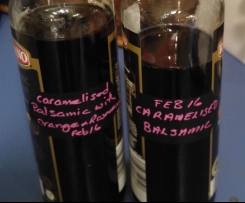 Caramelised
Balsamic with
orange & Rosemary
Feb 16
FEB 16
CARAMELISED
BALSAMIC